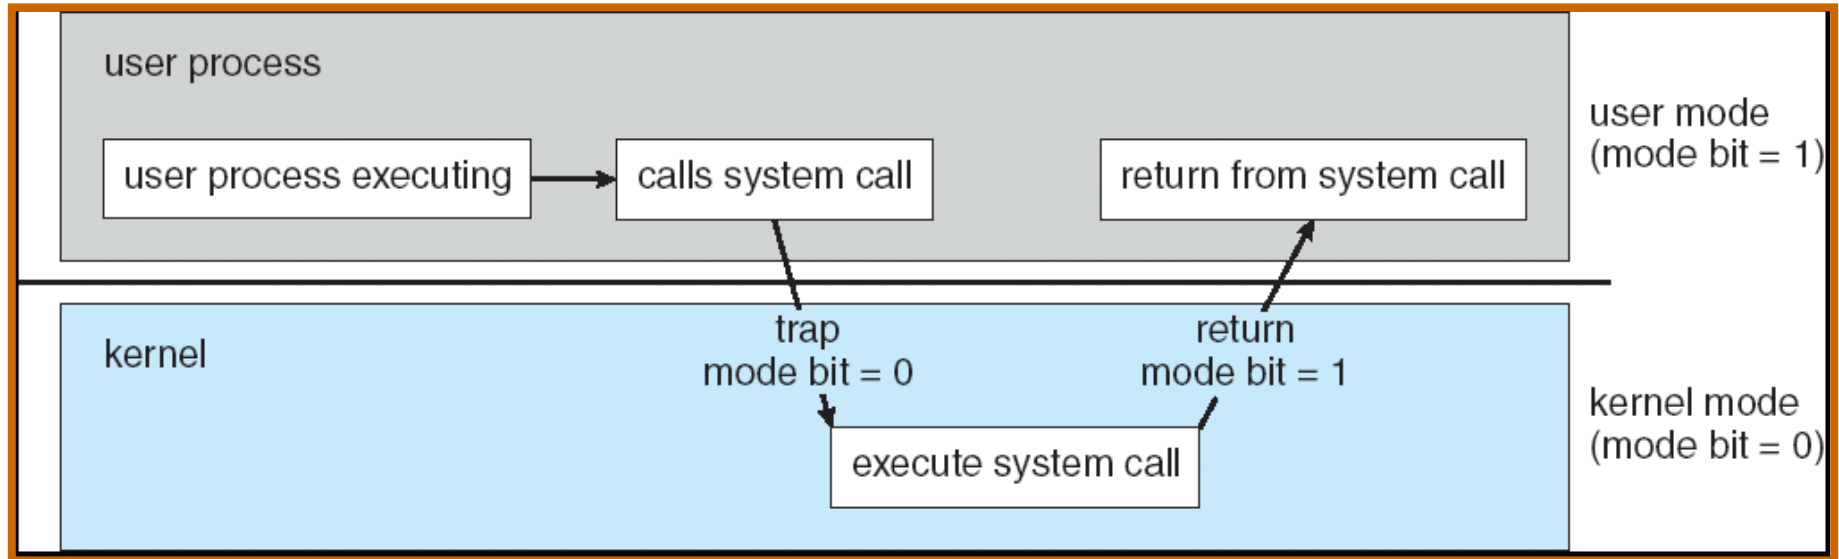 user process
user process executing
calls system call
return from system call
user mode
(mode bit = 1)
kernel
trap
mode bit = 0
return
mode bit = 1
execute system call
kernel mode
(mode bit = 0)